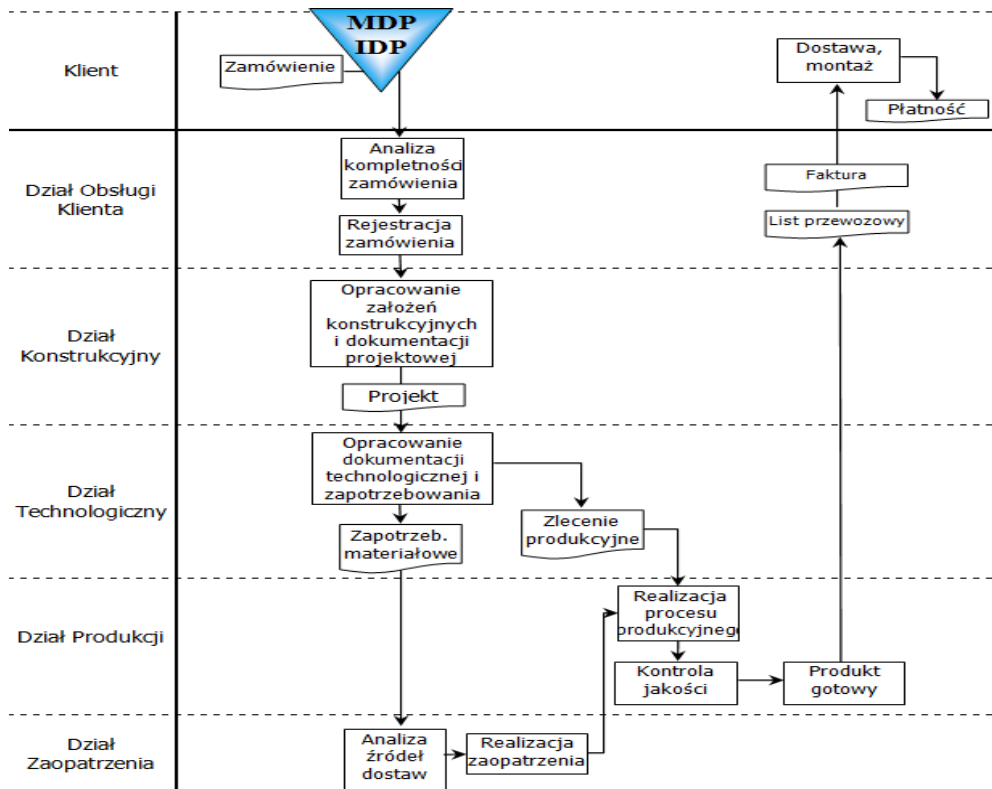 MDP
IDP
Klient
Zamówienie
Dostawa,
montaż
Płatność
Dział Obsługi
Klienta
Analiza
kompletności
zamówienia
Rejestracja
zamówienia
Faktura
List przewozowy
Dział
Konstrukcyjny
Opracowanie
założeń
konstrukcyjnych
i dokumentacji
projektowej
Projekt
Dział
Technologiczny
Opracowanie
dokumentacji
technologicznej i
zapotrzebowania
Zapotrzeb.
materiałowe
Zlecenie
produkcyjne
Dział Produkcji
Realizacja
procesu
produkcyjnego
Kontrola
jakości
Produkt
gotowy
Dział
Zaopatrzenia
Analiza
źródeł
dostaw
Realizacja
zaopatrzenia